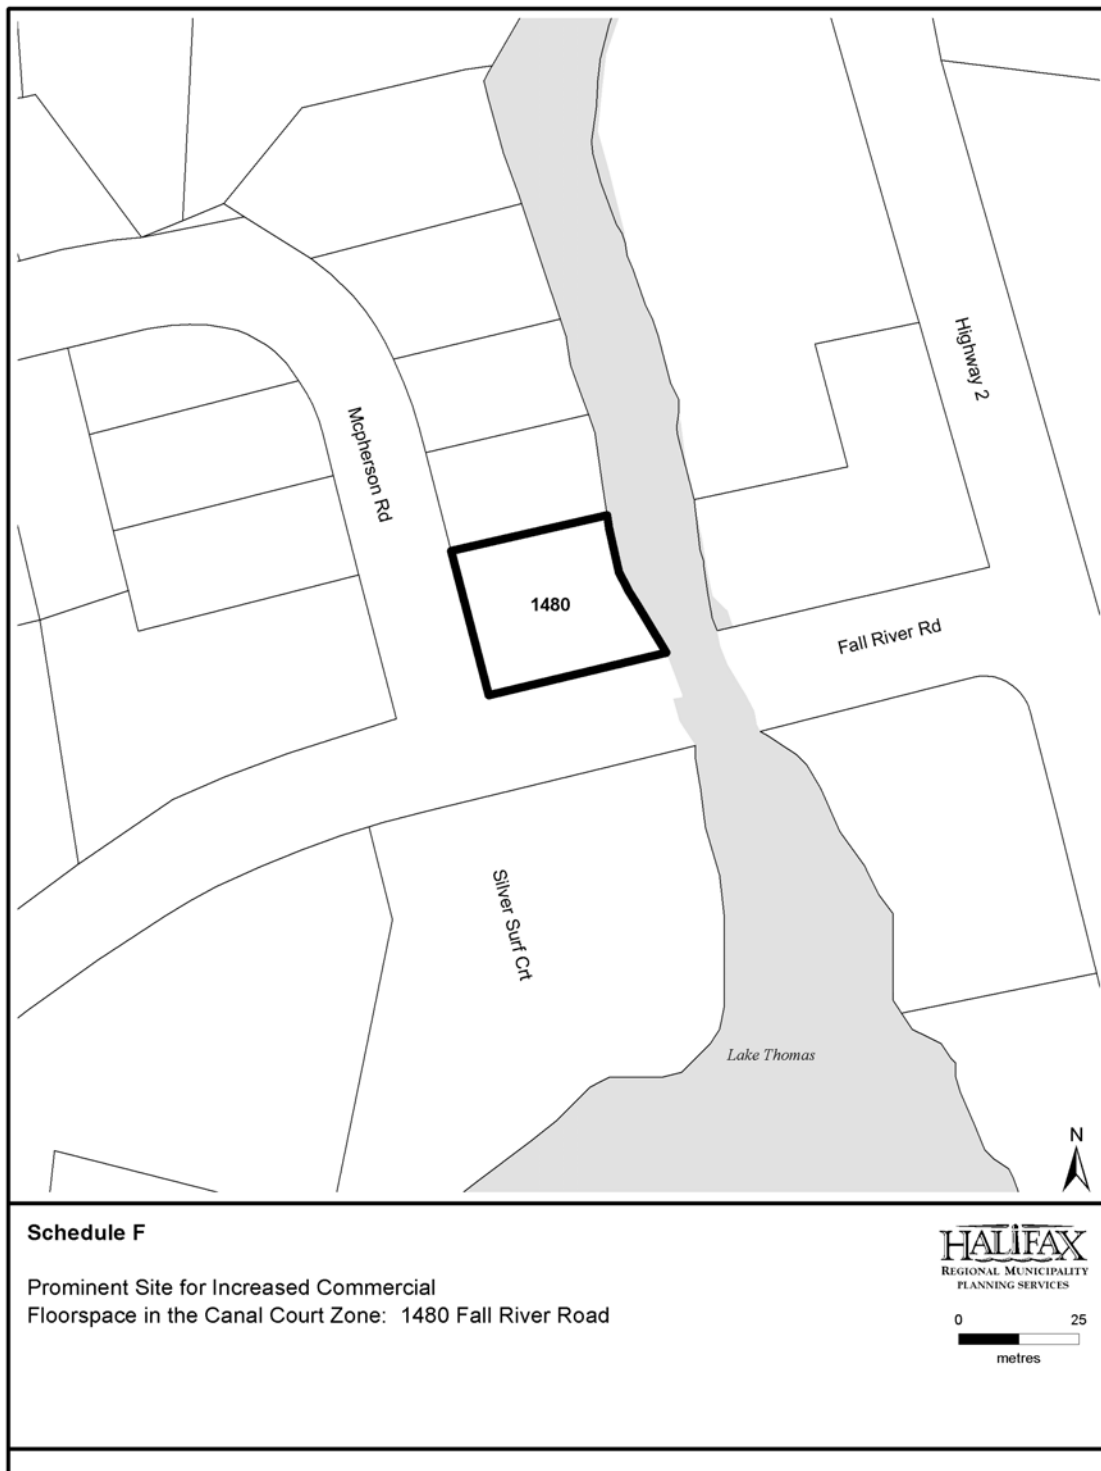 Highway 2
Mcpherson Rd
1480
Fall River Rd
Silver Surf Crt
Lake Thomas
N
Schedule F
Prominent Site for Increased Commercial
Floorspace in the Canal Court Zone: 1480 Fall River Road
HALIFAX
REGIONAL MUNICIPALITY
PLANNING SERVICES
0 25
metres